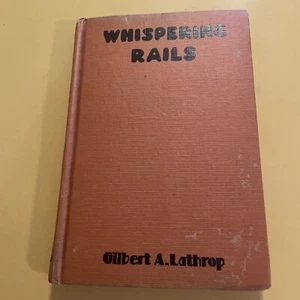 WHISPERING
RAILS
Gilbert A. Lathrop